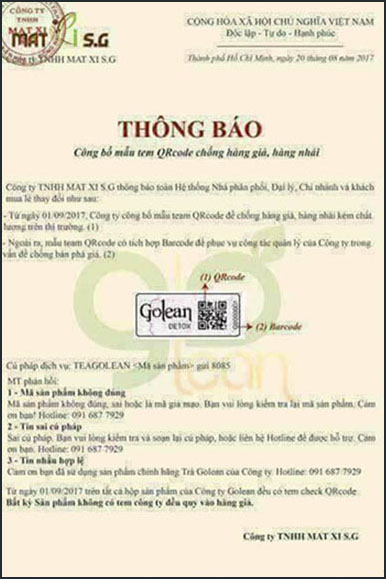 CÔNG TY
TNHH
MAT XI
MAT XI S.G
TNHH MAT XI S.G
CỘNG HÒA XÃ HỘI CHỦ NGHĨA VIỆT NAM
Độc lập - Tự do - Hạnh phúc
Thành phố Hồ Chí Minh, ngày 20 tháng 08 năm 2017
THÔNG BÁO
Công bố mẫu tem QRcode chống hàng giả, hàng nhái
Công ty TNHH MAT XI S.G thông báo toàn Hệ thống Nhà phân phối, Đại lý, Chi nhánh và khách
mua lẻ thay đổi như sau:
- Từ ngày 01/09/2017, Công ty công bố mẫu team QRcode để chống hàng giả, hàng nhái kém chất
lượng trên thị trường. (1)
- Ngoài ra, mẫu team QRcode có tích hợp Barcode để phục vụ công tác quản lý của Công ty trong
vấn đề chống bán phá giá. (2)
(1) QRcode
Golean
DETOX
(2) Barcode
go
lean
Cú pháp dịch vụ: TEAGOLEAN <Mã sản phẩm> gửi 8085
MT phản hồi:
1 - Mã sản phẩm không đúng
Mã sản phẩm không đúng, sai hoặc là mã giả mạo. Bạn vui lòng kiểm tra lại mã sản phẩm. Cám
ơn bạn! Hotline: 091 687 7929
2 - Tin sai cú pháp
Sai cú pháp. Bạn vui lòng kiểm tra và soạn lại cú pháp, hoặc liên hệ Hotline để được hỗ trợ. Cám
ơn bạn. Hotline: 091 687 7929
3 - Tin nhắn hợp lệ
Cảm ơn bạn đã sử dụng sản phẩm chính hãng Trà Golean của Công ty. Hotline: 091 687 7929
Từ ngày 01/09/2017 trên tất cả hộp sản phẩm của Công ty Golean đều có tem check QRcode.
Bất kỳ Sản phẩm không có tem công ty đều quy vào hàng giả.
Công ty TNHH MAT XI S.G